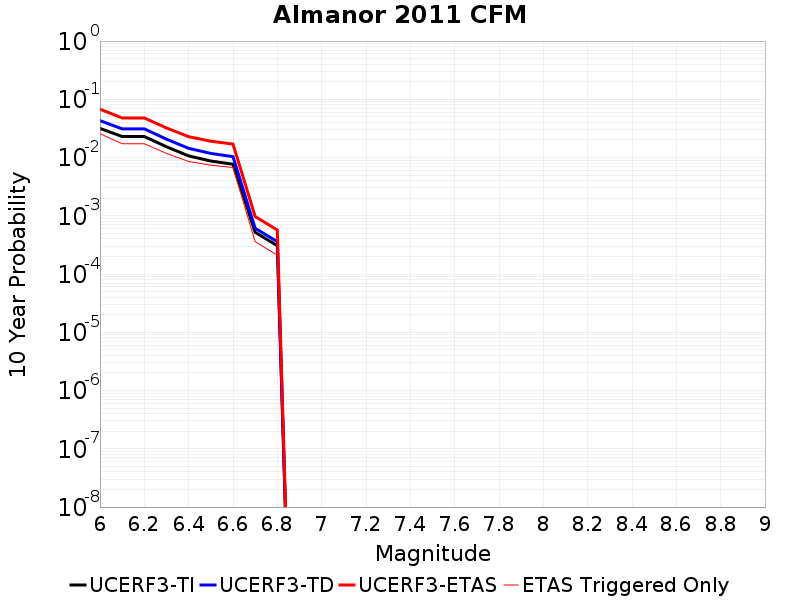 Almanor 2011 CFM
10 Year Probability
10^0
10^-1
10^-2
10^-3
10^-4
10^-5
10^-6
10^-7
10^-8
6 6.2 6.4 6.6 6.8 7 7.2 7.4 7.6 7.8 8 8.2 8.4 8.6 8.8 9
Magnitude
UCERF3-TI UCERF3-TD UCERF3-ETAS ETAS Triggered Only